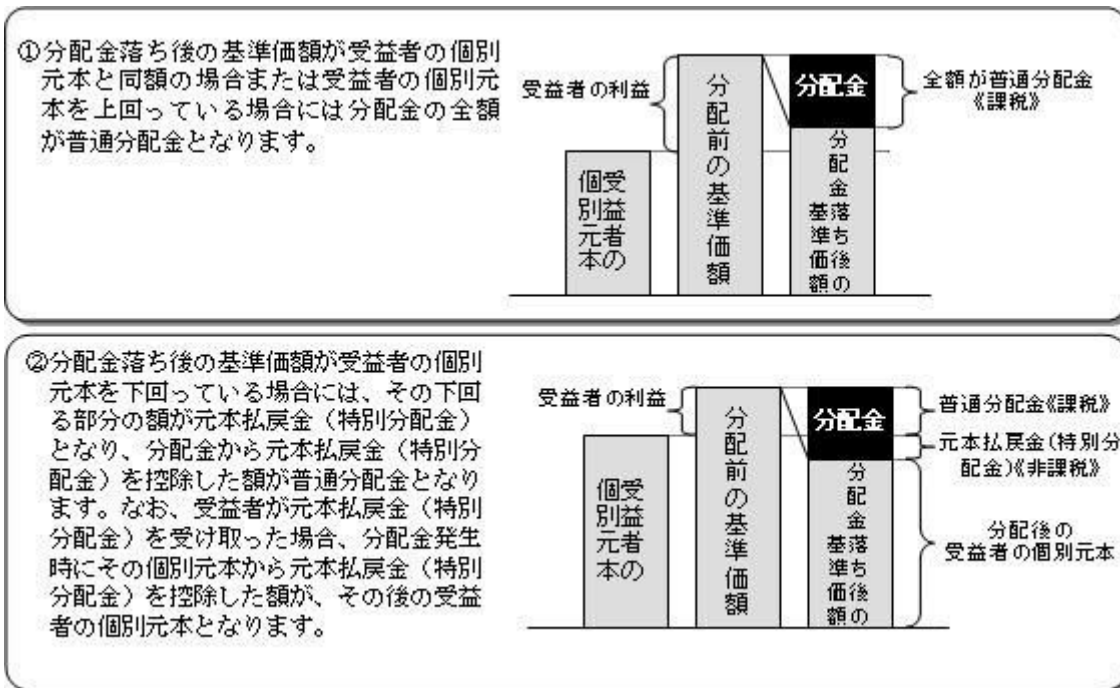 ①分配金落ち後の基準価額が受益者の個別
元本と同額の場合または受益者の個別元
本を上回っている場合には分配金の全額
が普通分配金となります。
受益者の利益
受益者の
個別元本
分配前の基準価額
分配金
分配金落ち後の
基準価額
全額が普通分配金
《課税》
②分配金落ち後の基準価額が受益者の個別
元本を下回っている場合には、その下回
る部分の額が元本払戻金（特別分配金）
となり、分配金から元本払戻金（特別分
配金）を控除した額が普通分配金となり
ます。なお、受益者が元本払戻金（特別
分配金）を受け取った場合、分配金発生
時にその個別元本から元本払戻金（特別
分配金）を控除した額が、その後の受益
者の個別元本となります。
受益者の利益
受益者の
個別元本
分配前の基準価額
分配金
分配金落ち後の
基準価額
普通分配金《課税》
元本払戻金(特別分
配金)《非課税》
分配後の
受益者の個別元本